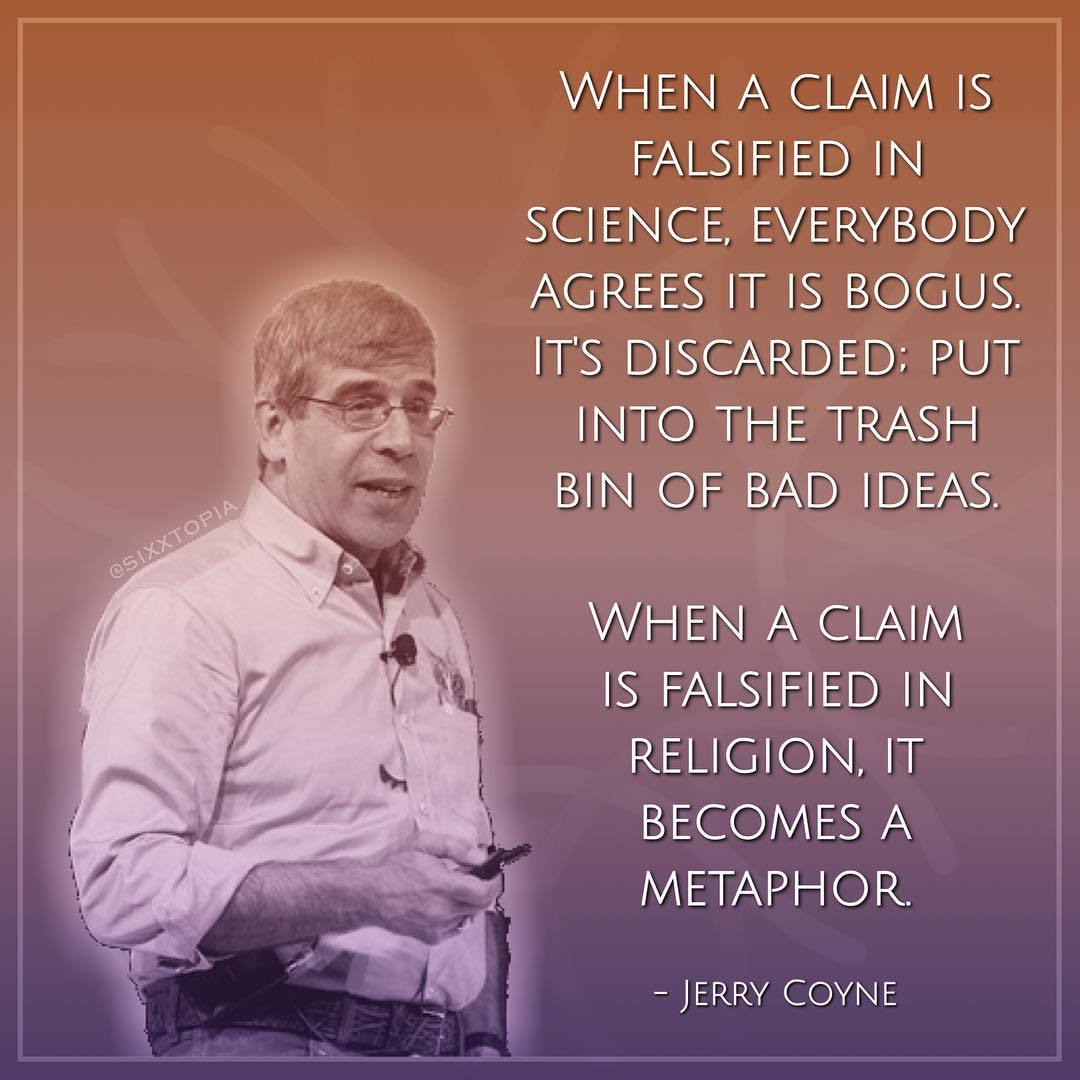 When a claim is
falsified in
science, everybody
agrees it is bogus.
It's discarded; put
into the trash
bin of bad ideas.
When a claim
is falsified in
religion, it
becomes a
metaphor.
- Jerry Coyne
@sixxtopia